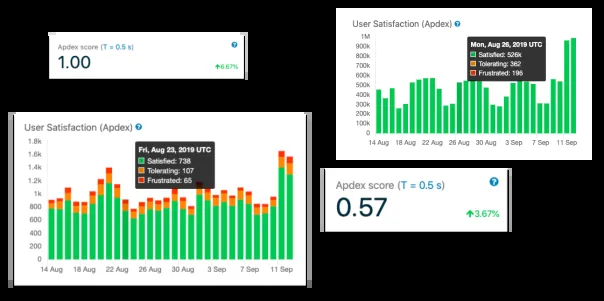 Apdex score (T = 0.5 s)
1.00
6.67%
User Satisfaction (Apdex)
1M
900k
800k
700k
600k
500k
400k
300k
200k
100k
0
Mon, Aug 26, 2019 UTC
Satisfied: 526k
Tolerating: 362
Frustrated: 195
14 Aug 18 Aug 22 Aug 26 Aug 30 Aug 3 Sep 7 Sep 11 Sep
User Satisfaction (Apdex)
1.8k
1.6k
1.4k
1.2k
1k
800
600
400
200
0
Fri, Aug 23, 2019 UTC
Satisfied: 738
Tolerating: 107
Frustrated: 65
14 Aug 18 Aug 22 Aug 26 Aug 30 Aug 3 Sep 7 Sep 11 Sep
Apdex score (T = 0.5 s)
0.57
3.67%